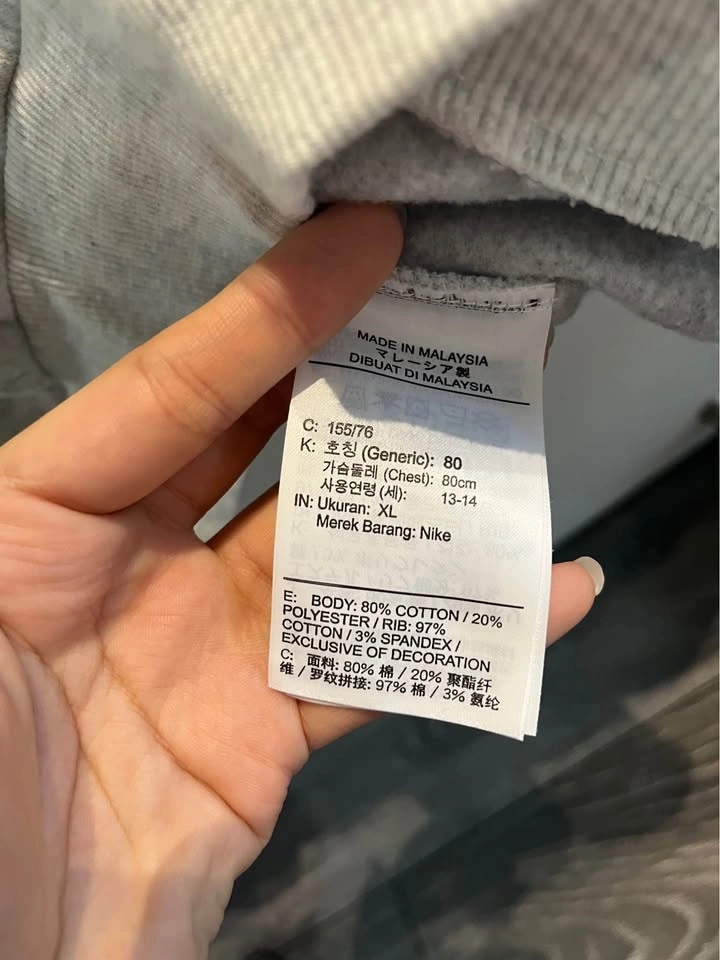 MADE IN MALAYSIA
マレーシア製
DIBUAT DI MALAYSIA
C: 155/76
K: 호칭 (Generic): 80
가슴둘레 (Chest): 80cm
사용연령 (세): 13-14
IN: Ukuran: XL
Merek Barang: Nike
E: BODY: 80% COTTON / 20%
POLYESTER / RIB: 97%
COTTON / 3% SPANDEX /
EXCLUSIVE OF DECORATION
C: 面料: 80% 棉 / 20% 聚酯纤
维 / 罗纹拼接: 97% 棉 / 3% 氨纶